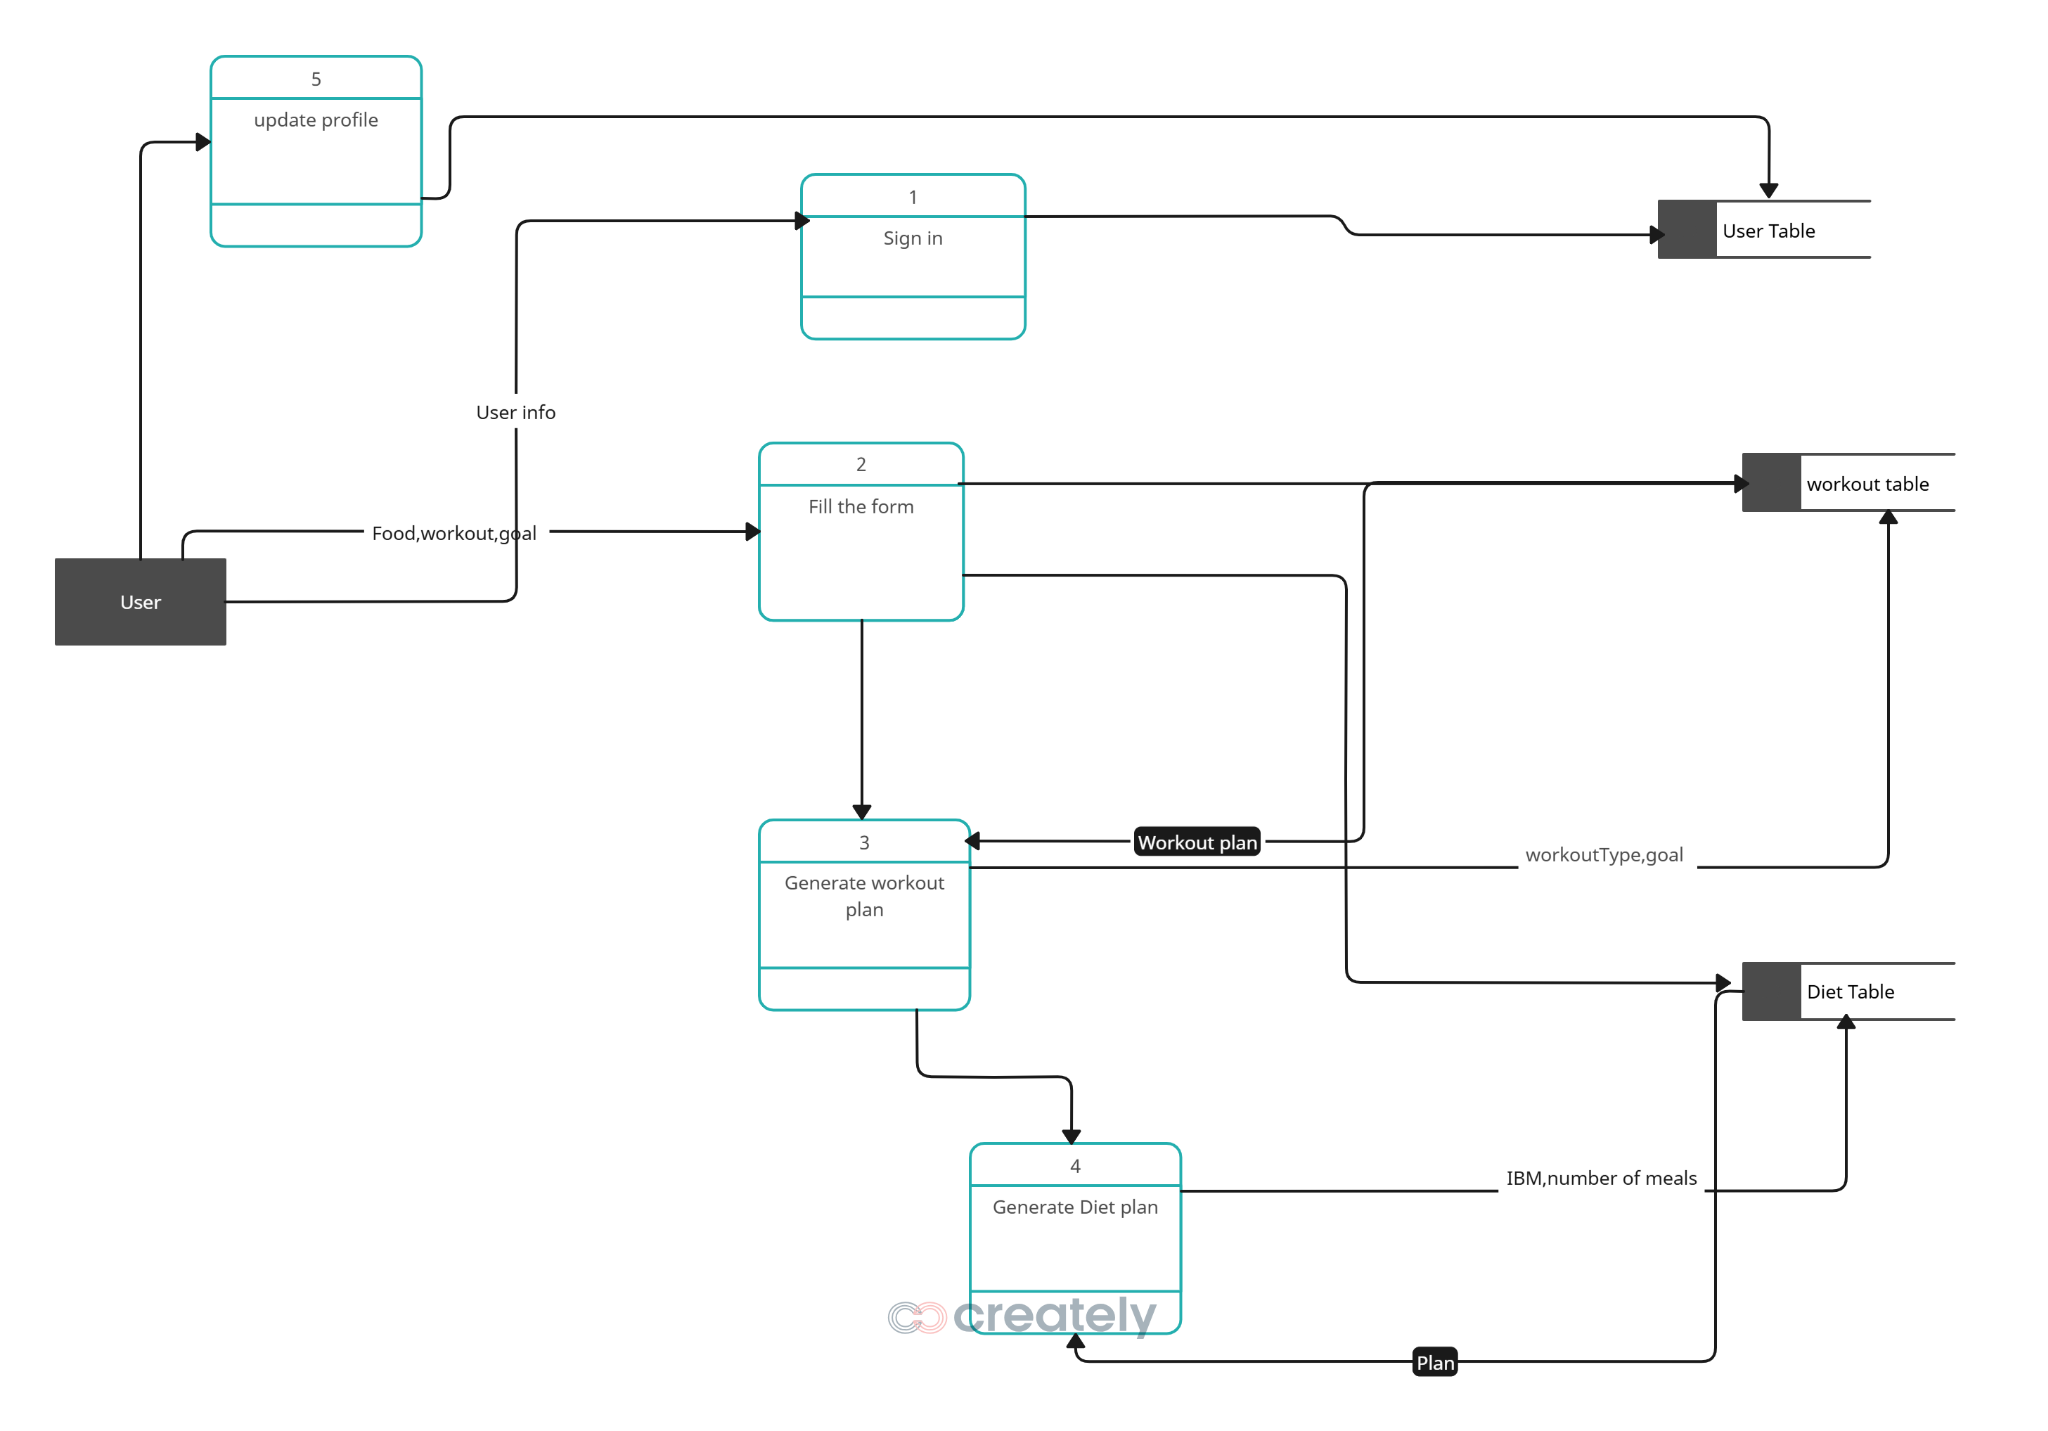 5
update profile
1
Sign in
User Table
User info
2
Fill the form
workout table
Food,workout,goal
User
3
Generate workout
plan
Workout plan
workoutType,goal
Diet Table
4
Generate Diet plan
IBM,number of meals
creately
Plan